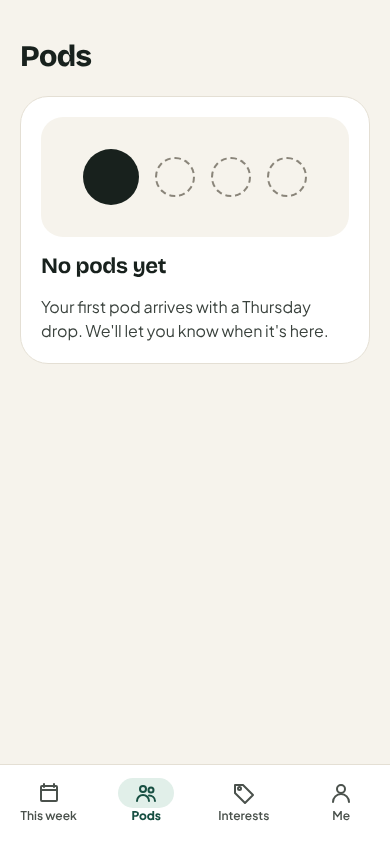 Pods
No pods yet
Your first pod arrives with a Thursday
drop. We'll let you know when it's here.
This week
Pods
Interests
Me